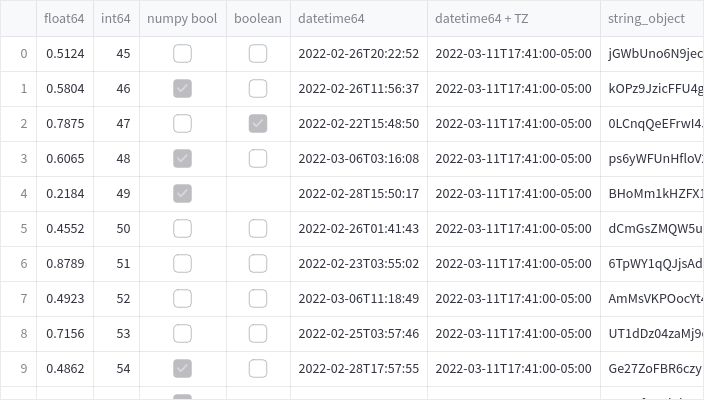 float64 int64 numpy bool boolean datetime64 datetime64 + TZ string_object
0 0.5124 45 2022-02-26T20:22:52 2022-03-11T17:41:00-05:00 jGWbUno6N9jec
1 0.5804 46 2022-02-26T11:56:37 2022-03-11T17:41:00-05:00 kOPz9JzicFFU4g
2 0.7875 47 2022-02-22T15:48:50 2022-03-11T17:41:00-05:00 0LCnqQeEFrwI4
3 0.6065 48 2022-03-06T03:16:08 2022-03-11T17:41:00-05:00 ps6yWFUnHfloV
4 0.2184 49 2022-02-28T15:50:17 2022-03-11T17:41:00-05:00 BHoMm1kHZFX1
5 0.4552 50 2022-02-26T01:41:43 2022-03-11T17:41:00-05:00 dCmGsZMQW5u
6 0.8789 51 2022-02-23T03:55:02 2022-03-11T17:41:00-05:00 6TpWY1qQJjsAd
7 0.4923 52 2022-03-06T11:18:49 2022-03-11T17:41:00-05:00 AmMsVKPOocYt
8 0.7156 53 2022-02-25T03:57:46 2022-03-11T17:41:00-05:00 UT1dDz04zaMj9
9 0.4862 54 2022-02-28T17:57:55 2022-03-11T17:41:00-05:00 Ge27ZoFBR6czy